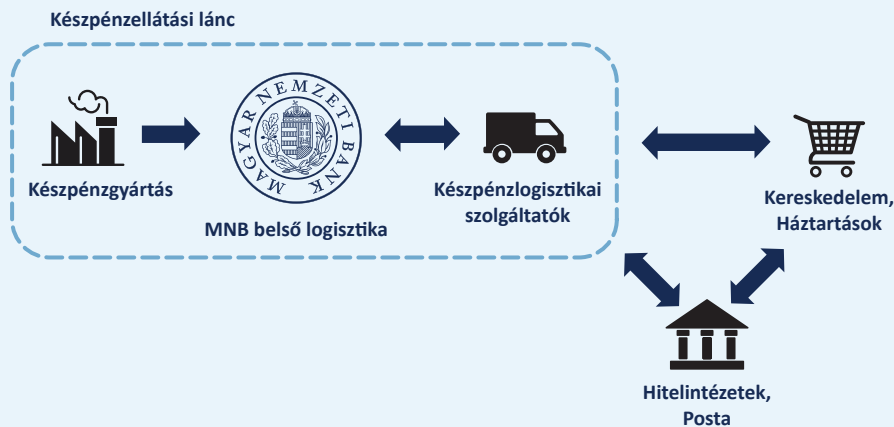 Készpénzellátási lánc
MAGYAR NEMZETI BANK
Készpénzgyártás
MNB belső logisztika
Készpénzlogisztikai
szolgáltatók
Kereskedelem,
Háztartások
Hitelintézetek,
Posta